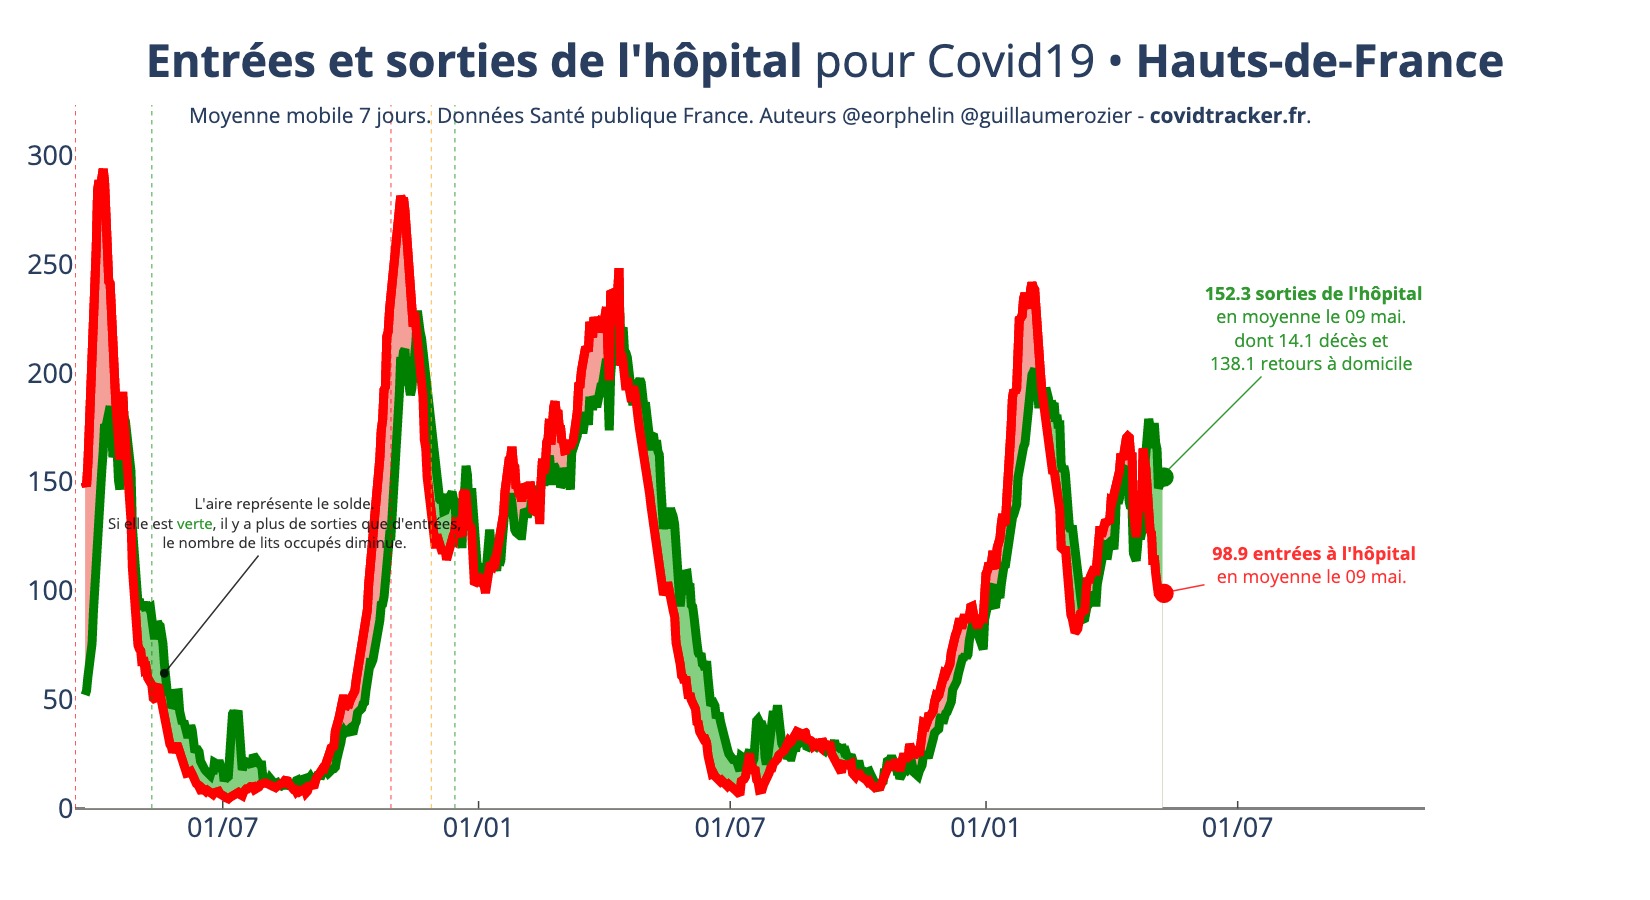 Entrées et sorties de l'hôpital pour Covid19 • Hauts-de-France
Moyenne mobile 7 jours. Données Santé publique France. Auteurs @eorphelin @guillaumerozier - covidtracker.fr.
300
250
200
150
100
50
0
L'aire représente le solde.
Si elle est verte, il y a plus de sorties que d'entrées,
le nombre de lits occupés diminue.
152.3 sorties de l'hôpital
en moyenne le 09 mai.
dont 14.1 décès et
138.1 retours à domicile
98.9 entrées à l'hôpital
en moyenne le 09 mai.
01/07
01/01
01/07
01/01
01/07